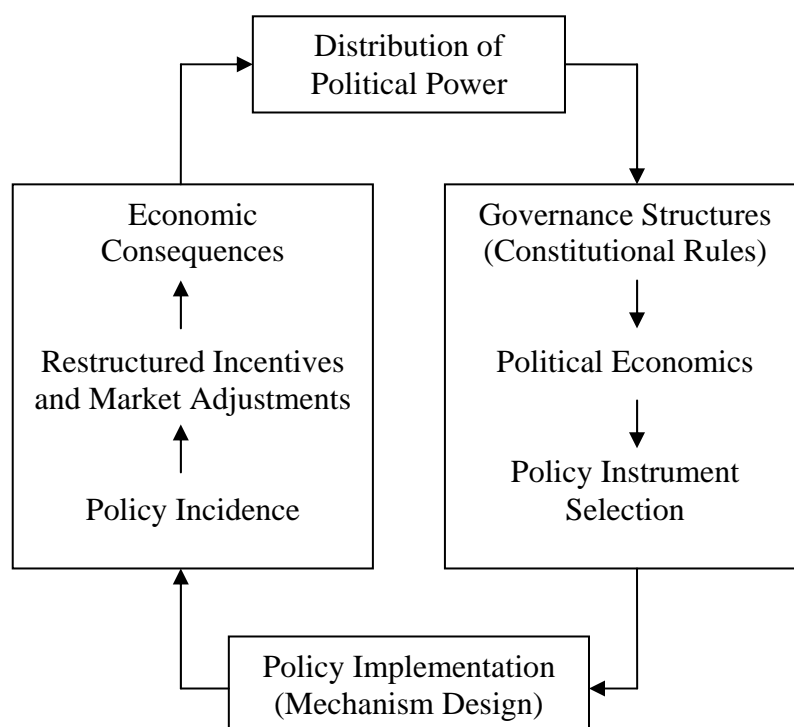 Distribution of
Political Power
Economic
Consequences
Restructured Incentives
and Market Adjustments
Policy Incidence
Governance Structures
(Constitutional Rules)
Political Economics
Policy Instrument
Selection
Policy Implementation
(Mechanism Design)